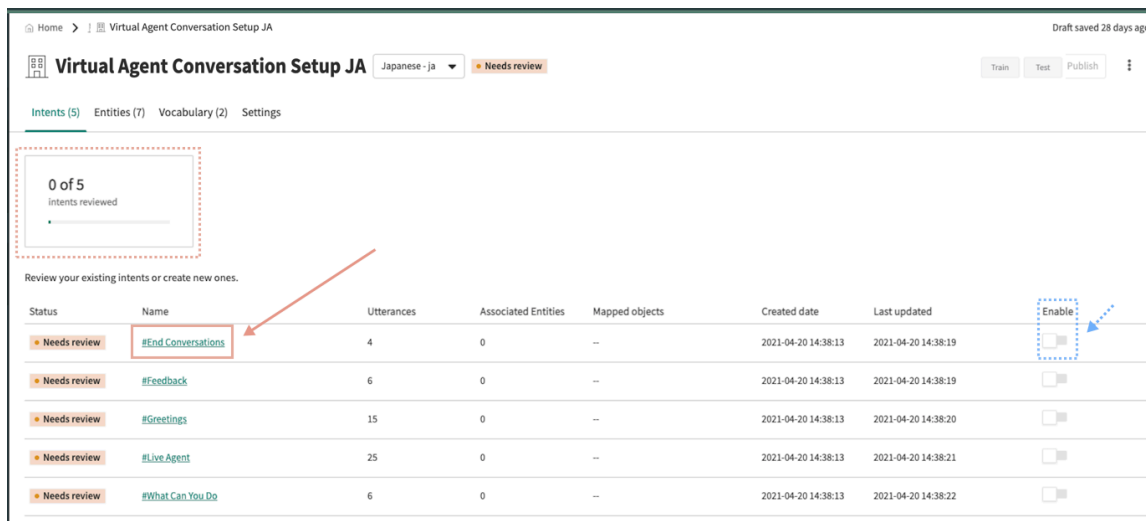 Home > Virtual Agent Conversation Setup JA
Draft saved 28 days ago
Virtual Agent Conversation Setup JA
Japanese - ja
Needs review
Train
Test
Publish
Intents (5)
Entities (7)
Vocabulary (2)
Settings
0 of 5
intents reviewed
Review your existing intents or create new ones.
Status Name Utterances Associated Entities Mapped objects Created date Last updated Enable
Needs review #End Conversations 4 0 -- 2021-04-20 14:38:13 2021-04-20 14:38:19
Needs review #Feedback 6 0 -- 2021-04-20 14:38:13 2021-04-20 14:38:19
Needs review #Greetings 15 0 -- 2021-04-20 14:38:13 2021-04-20 14:38:20
Needs review #Live Agent 25 0 -- 2021-04-20 14:38:13 2021-04-20 14:38:21
Needs review #What Can You Do 6 0 -- 2021-04-20 14:38:13 2021-04-20 14:38:22